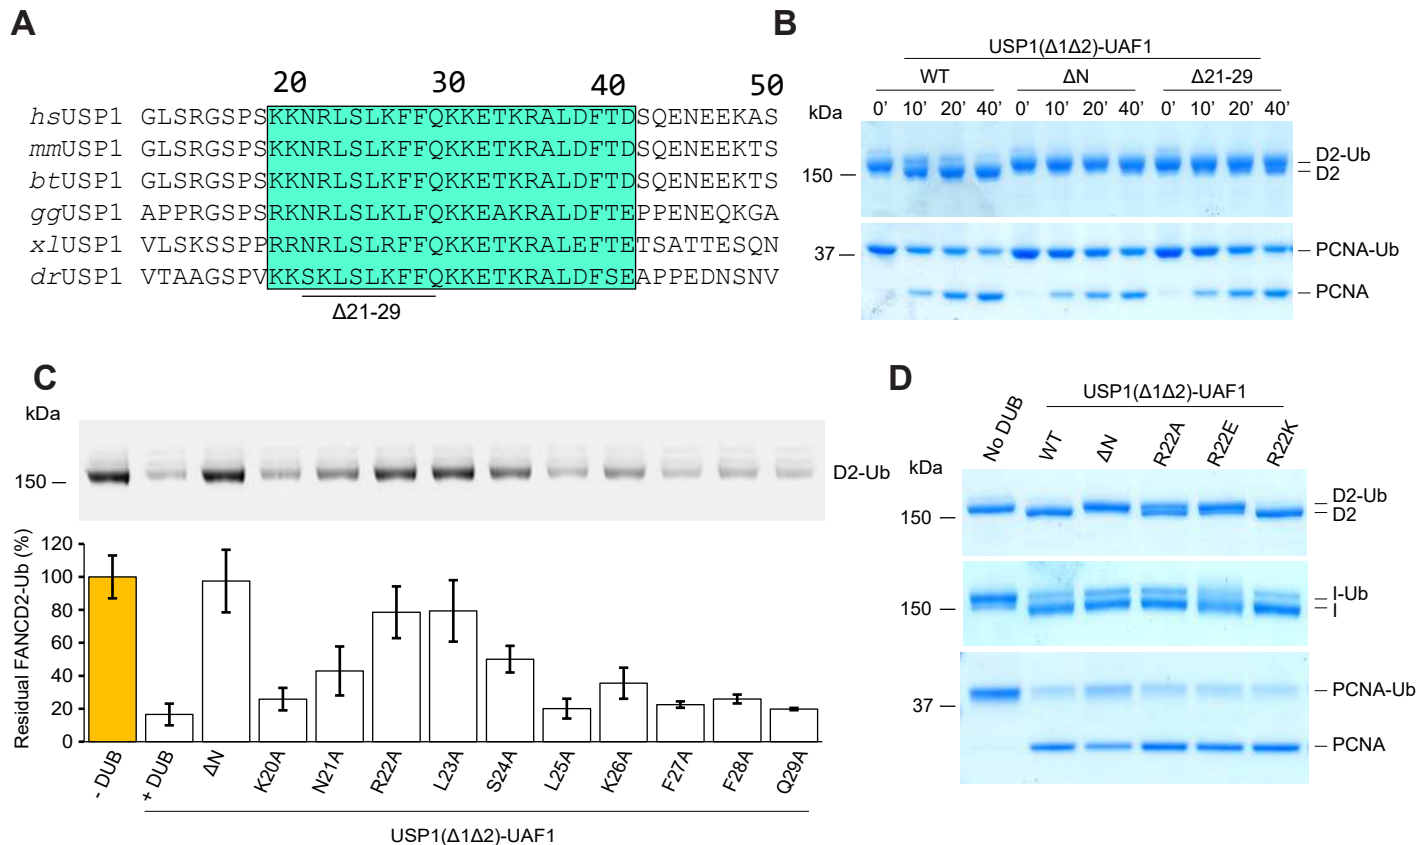 A
20 30 40 50
hsUSP1 GLSRGSPSKKNRLSLKFFQKKETKRALDFTDSQENEEKAS
mmUSP1 GLSRGSPSKKNRLSLKFFQKKETKRALDFTDSQENEEKTS
btUSP1 GLSRGSPSKKNRLSLKFFQKKETKRALDFTDSQENEEKTS
ggUSP1 APPRGSPSRKNRLSLKLFQKKEAKRALDFTEPPENEQKGA
xlUSP1 VLSKSSPPRRNRLSLRFFQKKETKRALEFTETSATTESQN
drUSP1 VTAAGSPVKKSKLSLKFFQKKETKRALDFSEAPPEDNSNV
Δ21-29
B
USP1(Δ1Δ2)-UAF1
WT ΔN Δ21-29
kDa 0' 10' 20' 40' 0' 10' 20' 40' 0' 10' 20' 40'
D2-Ub
150 D2
37 PCNA-Ub
PCNA
C
kDa
150 D2-Ub
Residual FANCD2-Ub (%)
120
100
80
60
40
20
0
- DUB + DUB ΔN K20A N21A R22A L23A S24A L25A K26A F27A F28A Q29A
USP1(Δ1Δ2)-UAF1
D
USP1(Δ1Δ2)-UAF1
No DUB WT ΔN R22A R22E R22K
kDa
D2-Ub
150 D2
I-Ub
150 I
PCNA-Ub
37
PCNA